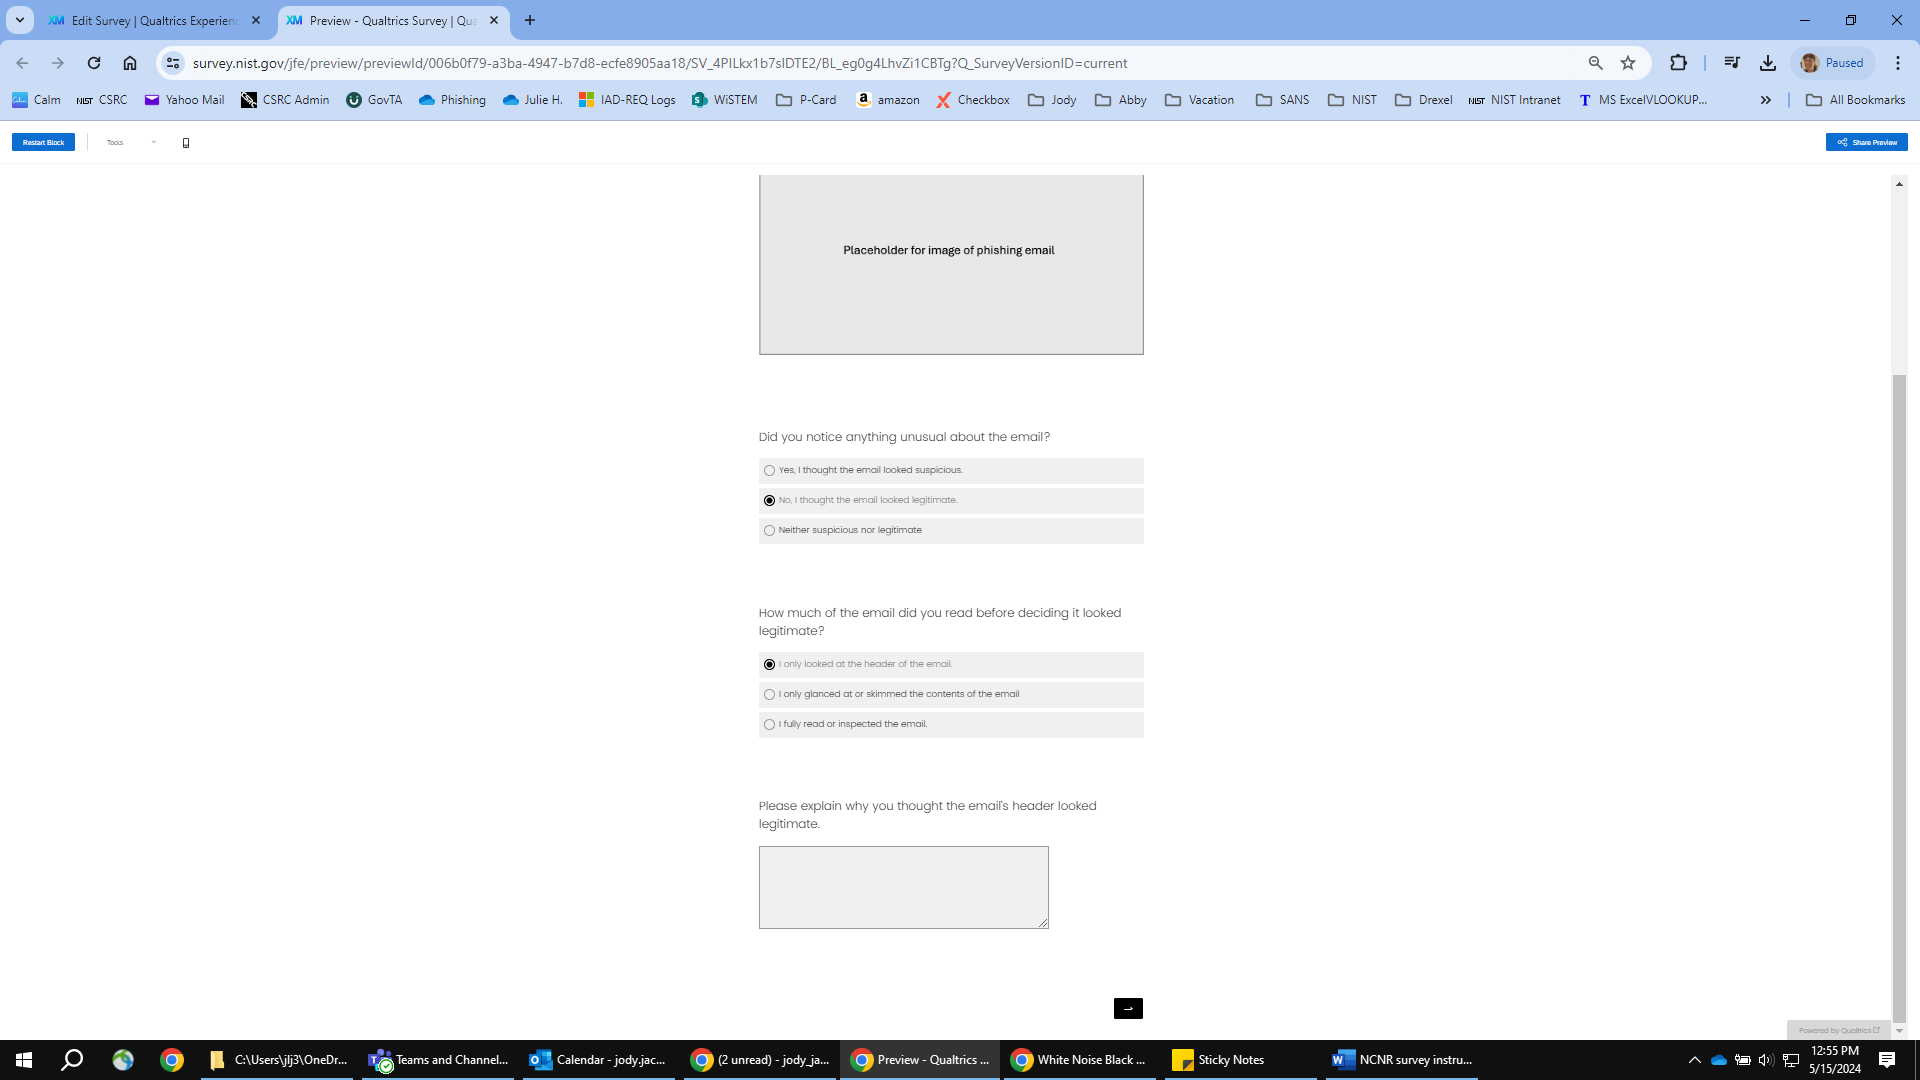 Edit Survey | Qualtrics Experienc
Preview - Qualtrics Survey | Qua
survey.nist.gov/jfe/preview/previewId/006b0f79-a3ba-4947-b7d8-ecfe8905aa18/SV_4PILkx1b7sIDTE2/BL_eg0g4LhvZi1CBTg?Q_SurveyVersionID=current
Paused
Calm
NIST CSRC
Yahoo Mail
CSRC Admin
GovTA
Phishing
Julie H.
IAD-REQ Logs
WiSTEM
P-Card
amazon
Checkbox
Jody
Abby
Vacation
SANS
NIST
Drexel
NIST NIST Intranet
MS ExcelVLOOKUP...
All Bookmarks
Restart Block
Tools
Share Preview
Placeholder for image of phishing email
Did you notice anything unusual about the email?
Yes, I thought the email looked suspicious.
No, I thought the email looked legitimate.
Neither suspicious nor legitimate
How much of the email did you read before deciding it looked
legitimate?
I only looked at the header of the email.
I only glanced at or skimmed the contents of the email
I fully read or inspected the email.
Please explain why you thought the email's header looked
legitimate.
Powered by Qualtrics
C:\Users\jlj3\OneDr...
Teams and Channel...
Calendar - jody.jac...
(2 unread) - jody_ja...
Preview - Qualtrics ...
White Noise Black ...
Sticky Notes
NCNR survey instru...
12:55 PM
5/15/2024